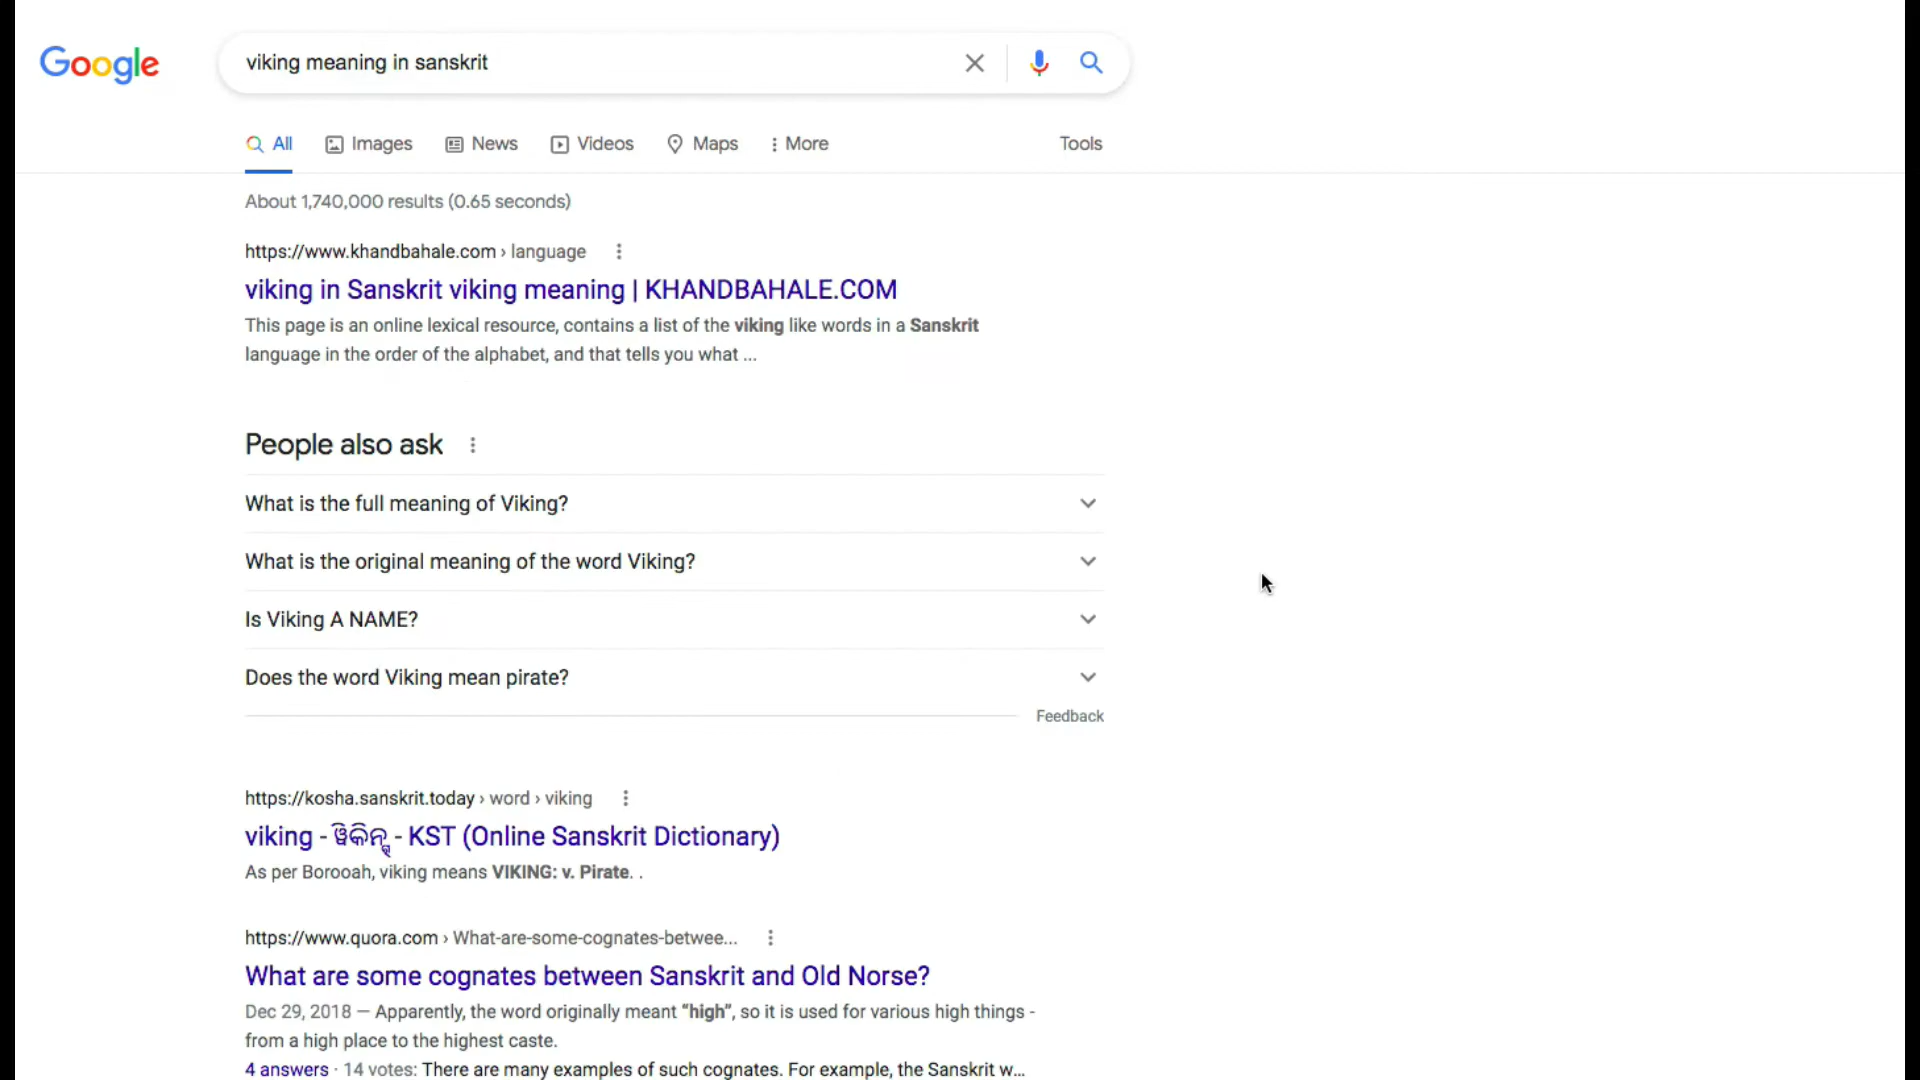 Google
viking meaning in sanskrit
All Images News Videos Maps More Tools
About 1,740,000 results (0.65 seconds)
https://www.khandbahale.com › language
viking in Sanskrit viking meaning | KHANDBAHALE.COM
This page is an online lexical resource, contains a list of the viking like words in a Sanskrit
language in the order of the alphabet, and that tells you what ...
People also ask
What is the full meaning of Viking?
What is the original meaning of the word Viking?
Is Viking A NAME?
Does the word Viking mean pirate?
Feedback
https://kosha.sanskrit.today › word › viking
viking - ୱିକିନ୍ଗ୍ - KST (Online Sanskrit Dictionary)
As per Borooah, viking means VIKING: v. Pirate. .
https://www.quora.com › What-are-some-cognates-betwee...
What are some cognates between Sanskrit and Old Norse?
Dec 29, 2018 — Apparently, the word originally meant “high”, so it is used for various high things -
from a high place to the highest caste.
4 answers · 14 votes: There are many examples of such cognates. For example, the Sanskrit w...